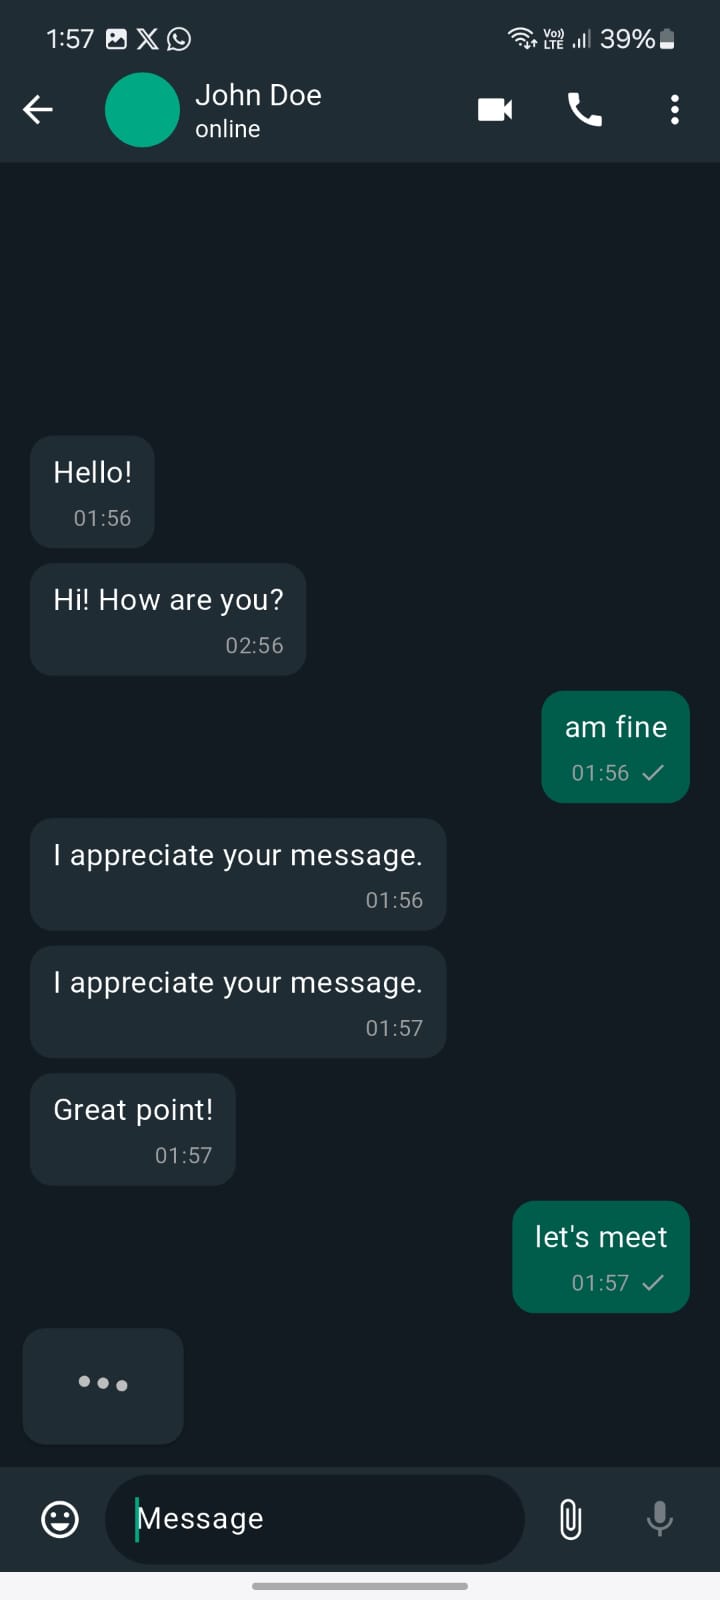 1:57 Vo)) LTE 39%
John Doe
online
Hello!
01:56
Hi! How are you?
02:56
am fine
01:56
I appreciate your message.
01:56
I appreciate your message.
01:57
Great point!
01:57
let's meet
01:57
Message